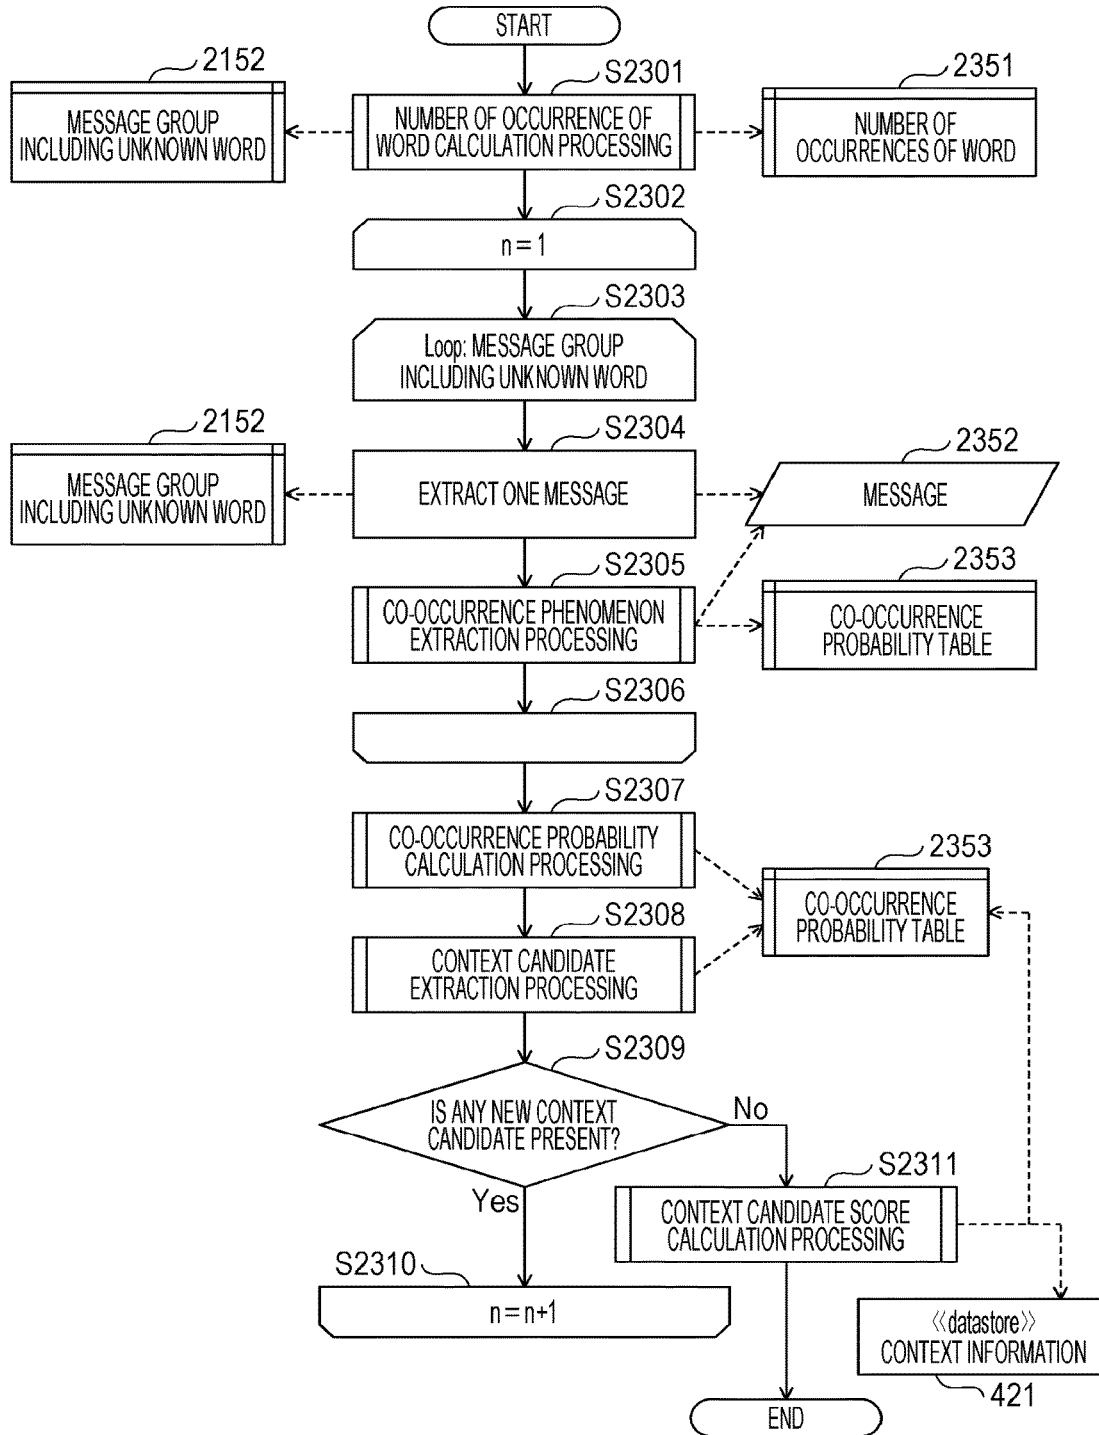 START
2152
S2301
2351
MESSAGE GROUP
INCLUDING UNKNOWN WORD
NUMBER OF OCCURRENCE OF
WORD CALCULATION PROCESSING
NUMBER OF
OCCURRENCES OF WORD
S2302
n = 1
S2303
Loop: MESSAGE GROUP
INCLUDING UNKNOWN WORD
2152
S2304
2352
MESSAGE GROUP
INCLUDING UNKNOWN WORD
EXTRACT ONE MESSAGE
MESSAGE
S2305
2353
CO-OCCURRENCE PHENOMENON
EXTRACTION PROCESSING
CO-OCCURRENCE
PROBABILITY TABLE
S2306
S2307
CO-OCCURRENCE PROBABILITY
CALCULATION PROCESSING
2353
CO-OCCURRENCE
PROBABILITY TABLE
S2308
CONTEXT CANDIDATE
EXTRACTION PROCESSING
S2309
IS ANY NEW CONTEXT
CANDIDATE PRESENT?
No
Yes
S2311
CONTEXT CANDIDATE SCORE
CALCULATION PROCESSING
S2310
n = n+1
《datastore》
CONTEXT INFORMATION
421
END